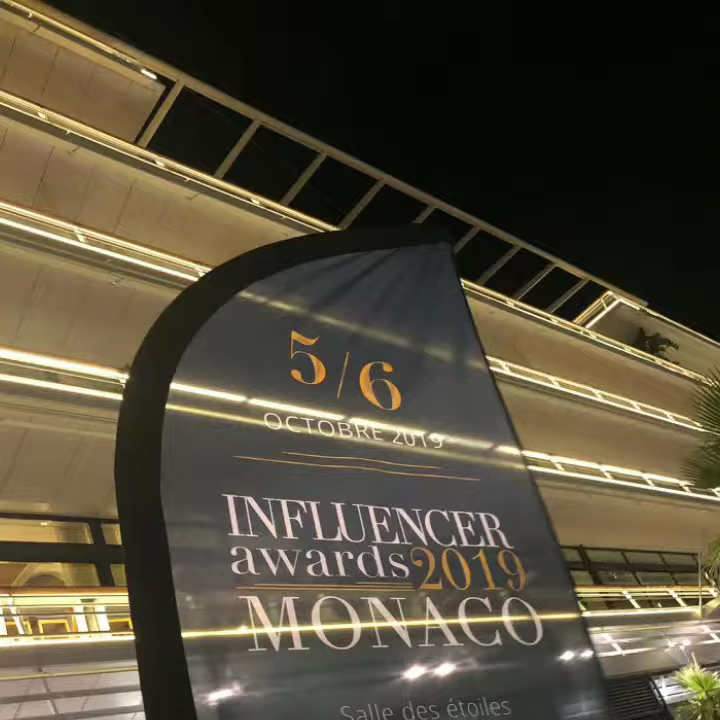 5/6
OCTOBRE 2019
INFLUENCER
awards 2019
MONACO
Salle des étoiles